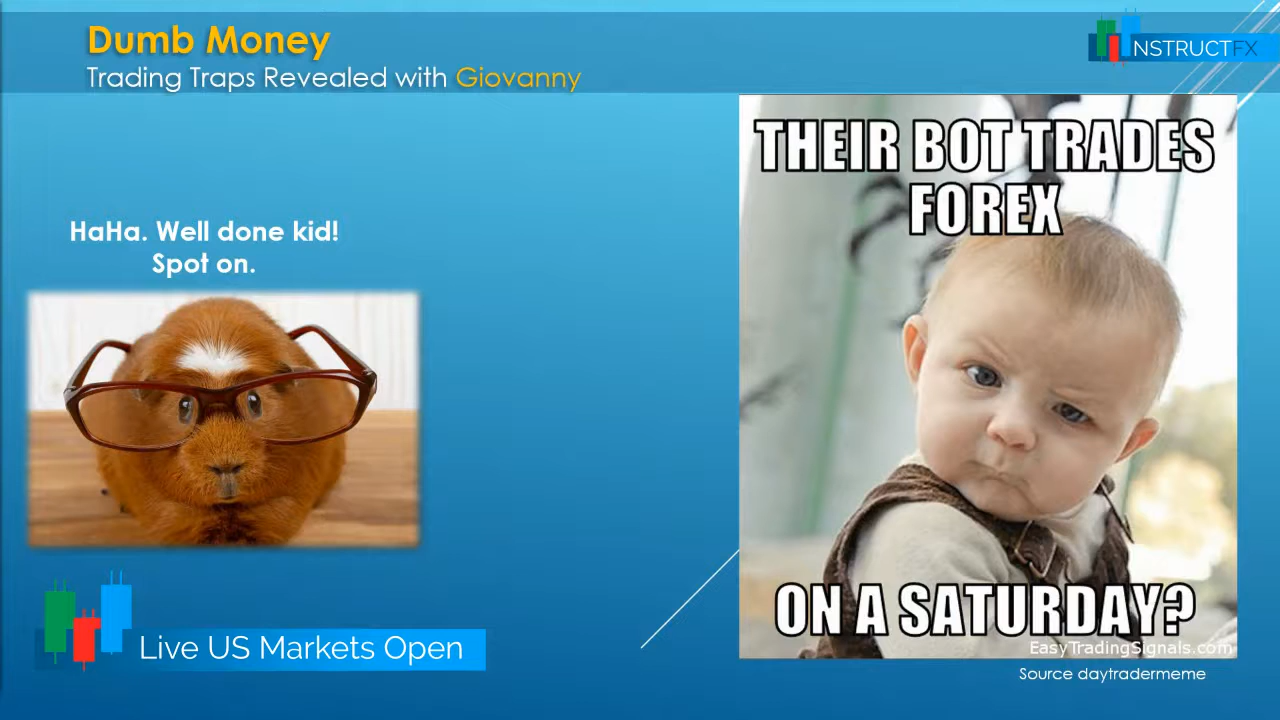 Dumb Money
Trading Traps Revealed with Giovanny
NSTRUCTFX
THEIR BOT TRADES
FOREX
HaHa. Well done kid!
Spot on.
ON A SATURDAY?
EasyTradingSignals.com
Live US Markets Open
Source daytradermeme